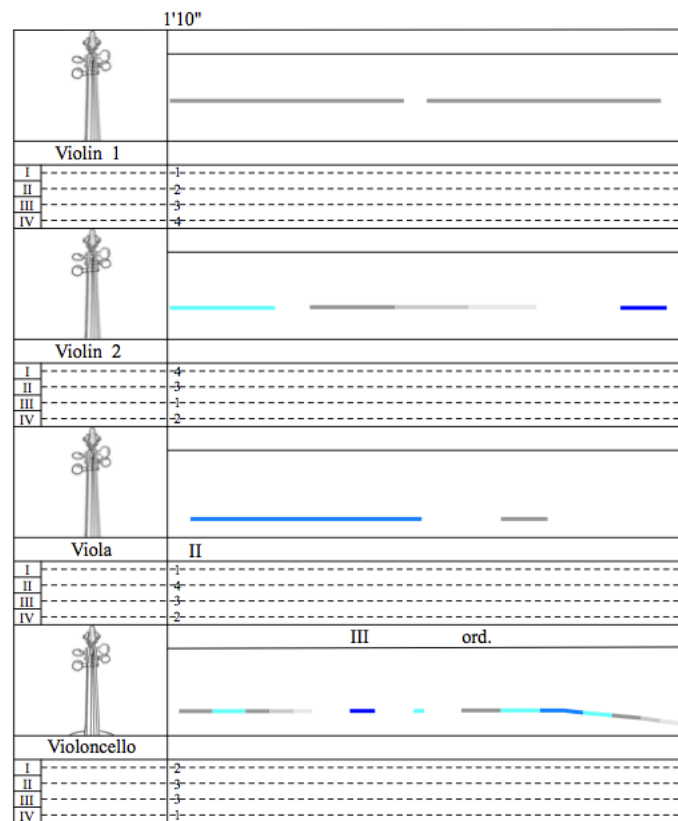 1'10"
Violin 1
I 1
II 2
III 3
IV 4
Violin 2
I 4
II 3
III 1
IV 2
Viola II
I 1
II 4
III 3
IV 2
III ord.
Violoncello
I 2
II 3
III 3
IV 1